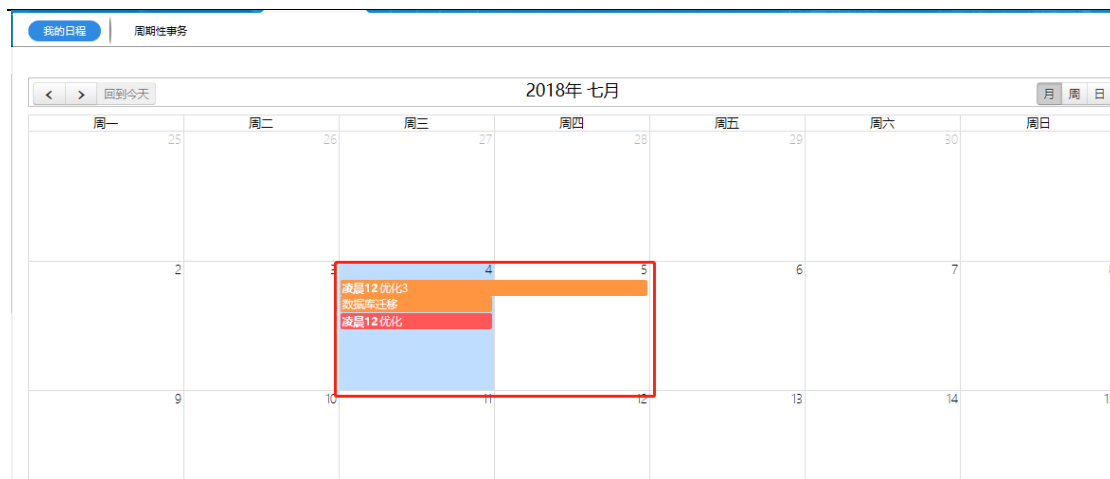 我的日程 周期性事务
< > 回到今天 2018年 七月 月 周 日
周一 周二 周三 周四 周五 周六 周日
25 26 27 28 29 30
2 3 4 5 6 7
凌晨12 优化3
数据库迁移
凌晨12 优化
9 10 11 12 13 14